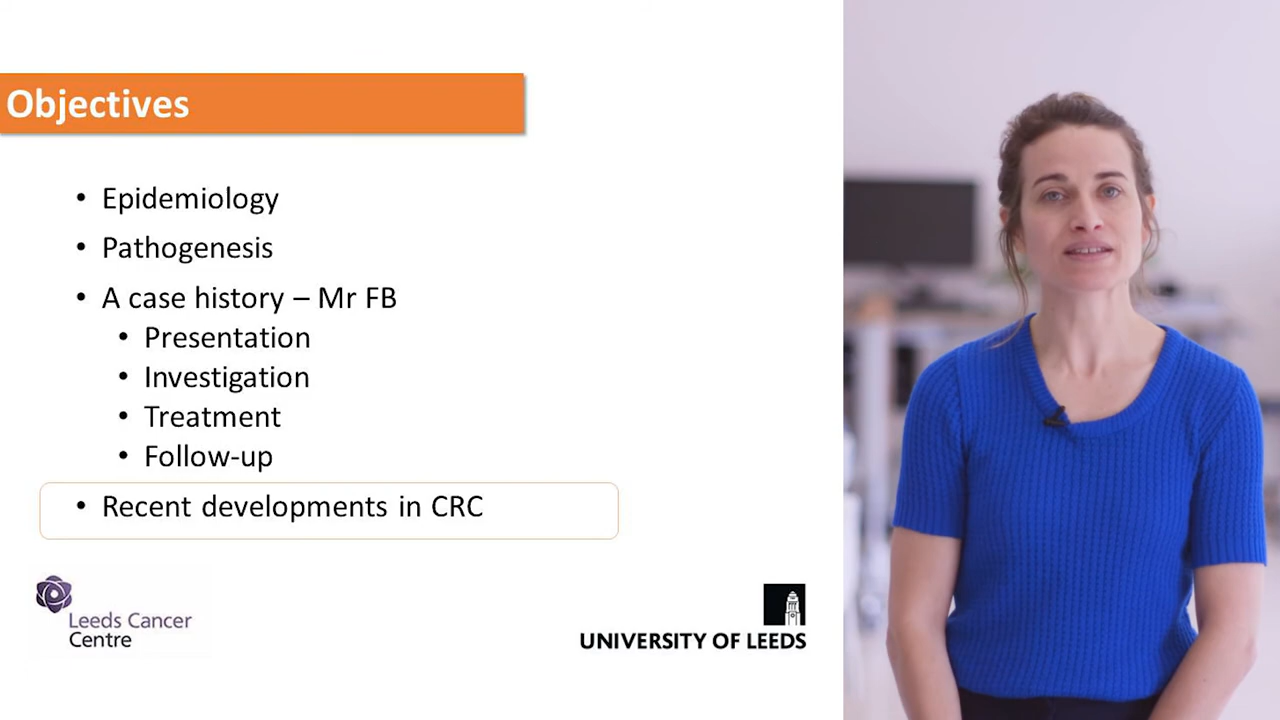 Objectives
• Epidemiology
• Pathogenesis
• A case history – Mr FB
• Presentation
• Investigation
• Treatment
• Follow-up
• Recent developments in CRC
Leeds Cancer
Centre
UNIVERSITY OF LEEDS